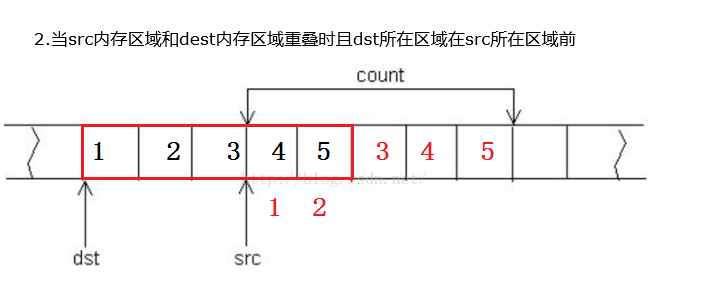 2.当src内存区域和dest内存区域重叠时且dst所在区域在src所在区域前
count
1 2 3 4 5 3 4 5
1 2
dst src